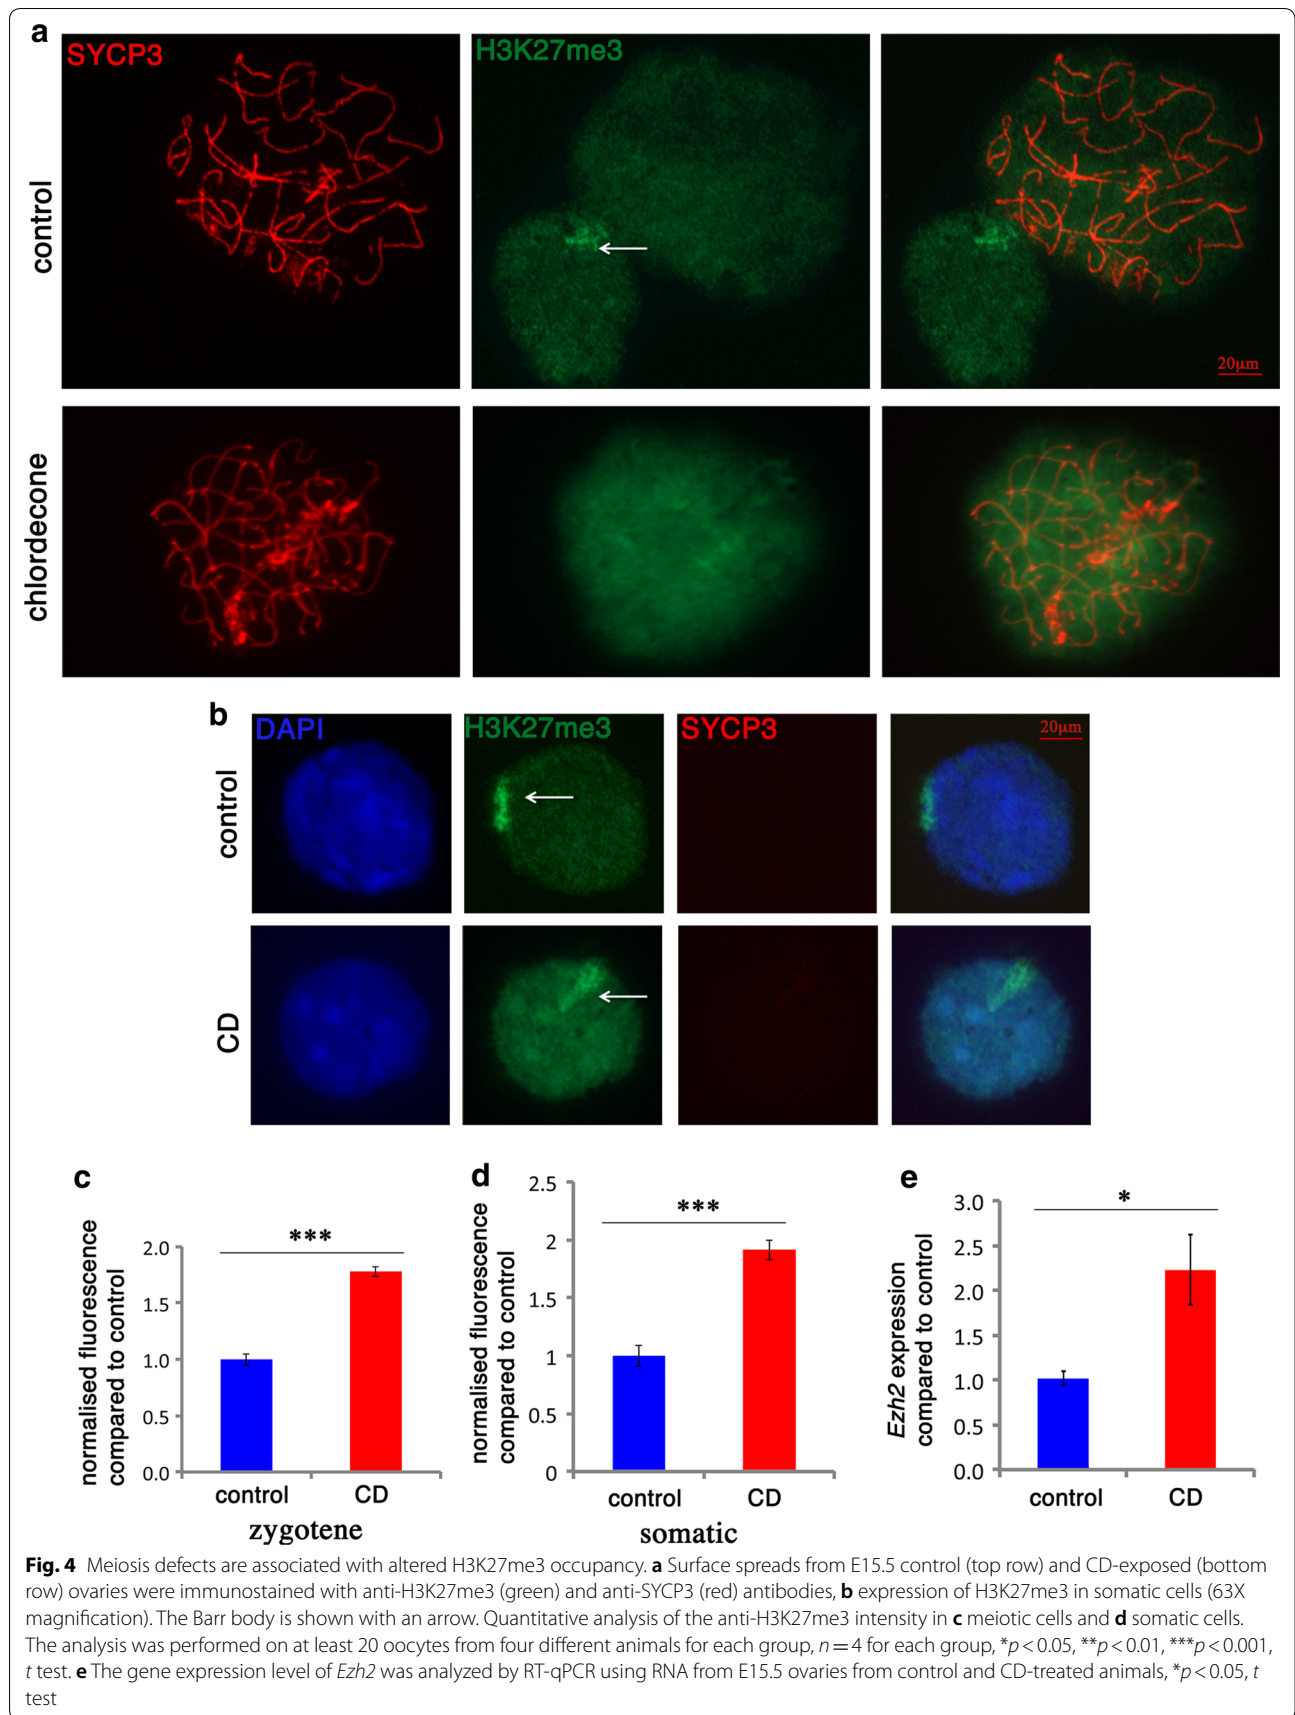 a
SYCP3
H3K27me3
control
20µm
chlordecone
b
DAPI
H3K27me3
SYCP3
20µm
control
CD
c
normalised fluorescence
compared to control
2.0
1.5
1.0
0.5
0.0
***
control
CD
zygotene
d
normalised fluorescence
compared to control
2.5
2
1.5
1
0.5
0
***
control
CD
somatic
e
Ezh2 expression
compared to control
3.0
2.5
2.0
1.5
1.0
0.5
0.0
*
control
CD
Fig. 4 Meiosis defects are associated with altered H3K27me3 occupancy. a Surface spreads from E15.5 control (top row) and CD-exposed (bottom
row) ovaries were immunostained with anti-H3K27me3 (green) and anti-SYCP3 (red) antibodies, b expression of H3K27me3 in somatic cells (63X
magnification). The Barr body is shown with an arrow. Quantitative analysis of the anti-H3K27me3 intensity in c meiotic cells and d somatic cells.
The analysis was performed on at least 20 oocytes from four different animals for each group, n = 4 for each group, *p < 0.05, **p < 0.01, ***p < 0.001,
t test. e The gene expression level of Ezh2 was analyzed by RT-qPCR using RNA from E15.5 ovaries from control and CD-treated animals, *p < 0.05, t
test